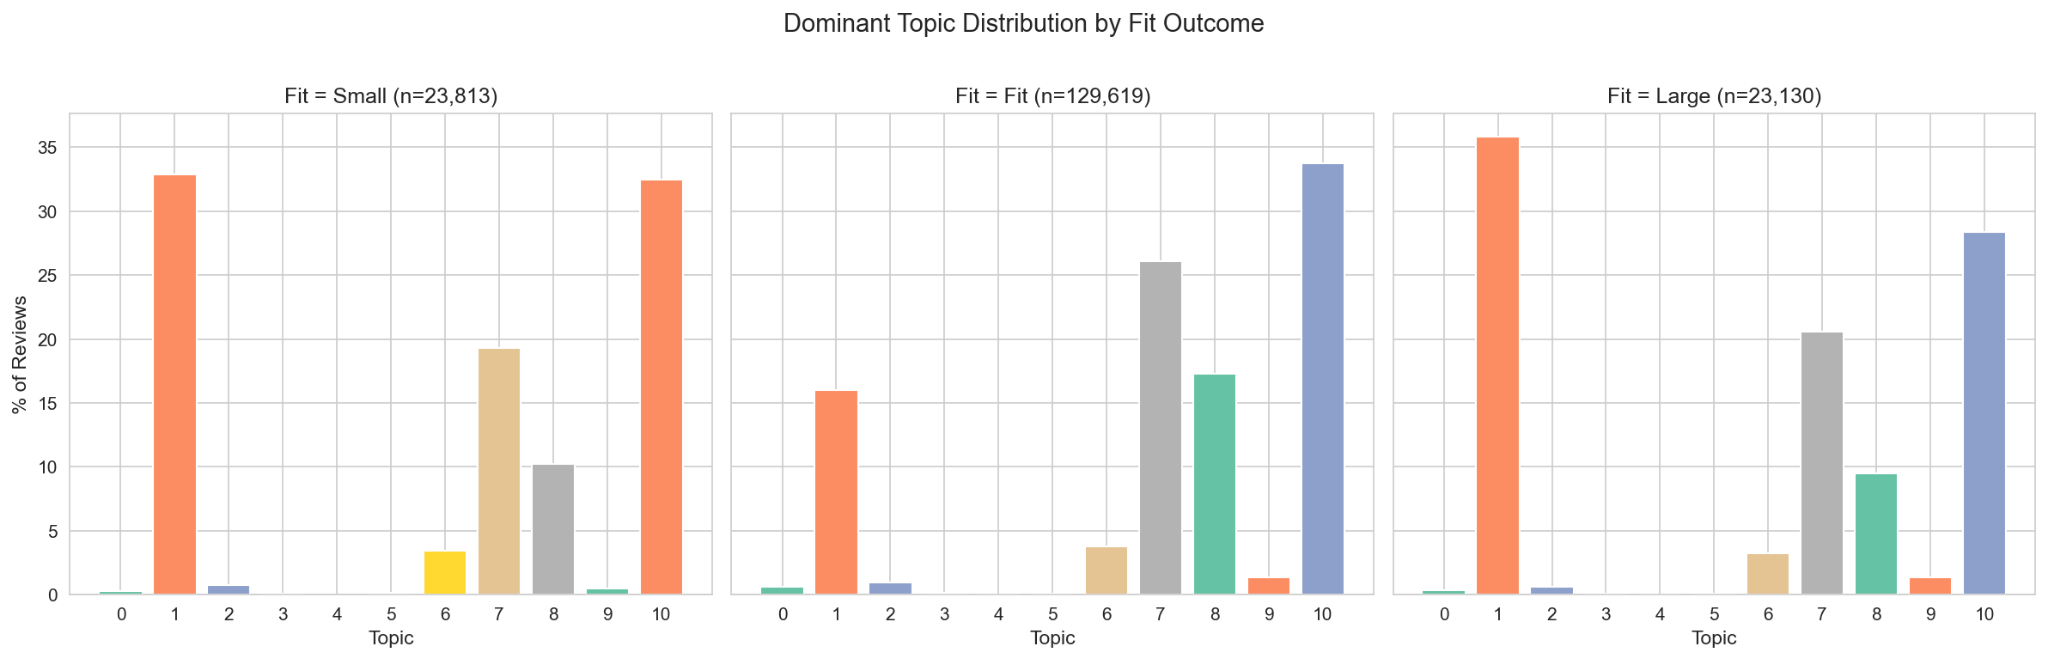 Dominant Topic Distribution by Fit Outcome
Fit = Small (n=23,813)
Fit = Fit (n=129,619)
Fit = Large (n=23,130)
% of Reviews
35
30
25
20
15
10
5
0
0 1 2 3 4 5 6 7 8 9 10
Topic
0 1 2 3 4 5 6 7 8 9 10
Topic
0 1 2 3 4 5 6 7 8 9 10
Topic